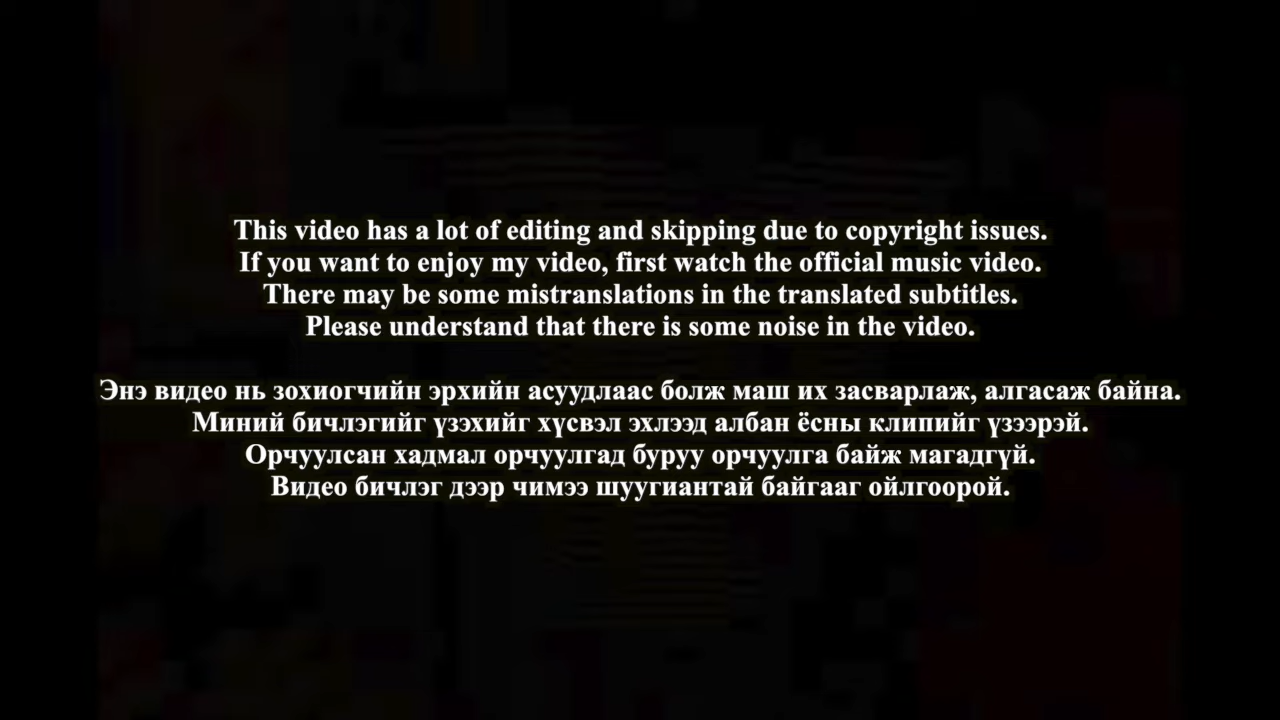 This video has a lot of editing and skipping due to copyright issues.
If you want to enjoy my video, first watch the official music video.
There may be some mistranslations in the translated subtitles.
Please understand that there is some noise in the video.
Энэ видео нь зохиогчийн эрхийн асуудлаас болж маш их засварлаж, алгасаж байна.
Миний бичлэгийг үзэхийг хүсвэл эхлээд албан ёсны клипийг үзээрэй.
Орчуулсан хадмал орчуулгад буруу орчуулга байж магадгүй.
Видео бичлэг дээр чимээ шуугиантай байгааг ойлгоорой.